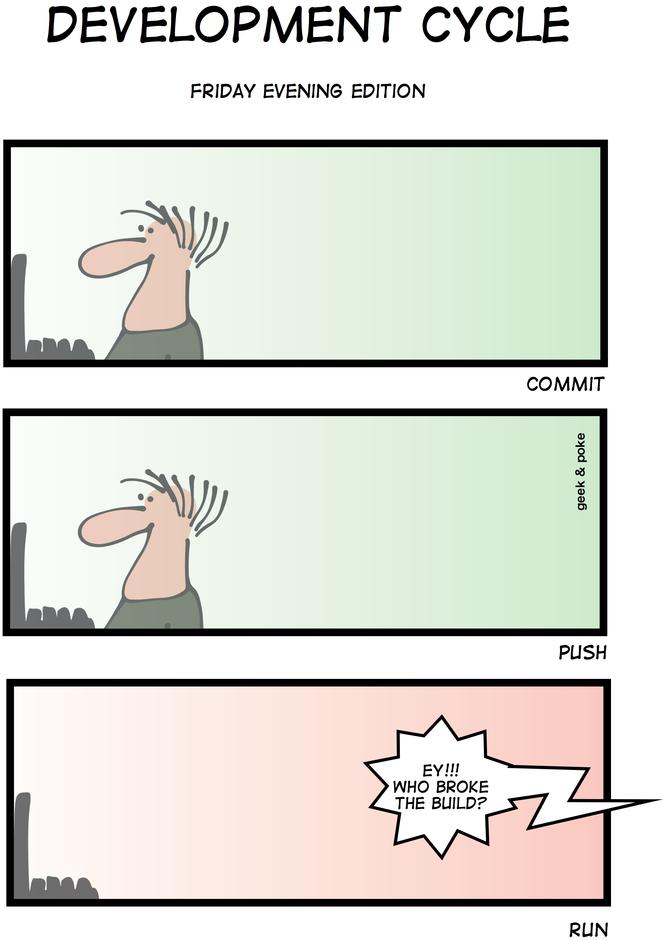 DEVELOPMENT CYCLE
FRIDAY EVENING EDITION
COMMIT
geek & poke
PUSH
EY!!!
WHO BROKE
THE BUILD?
RUN